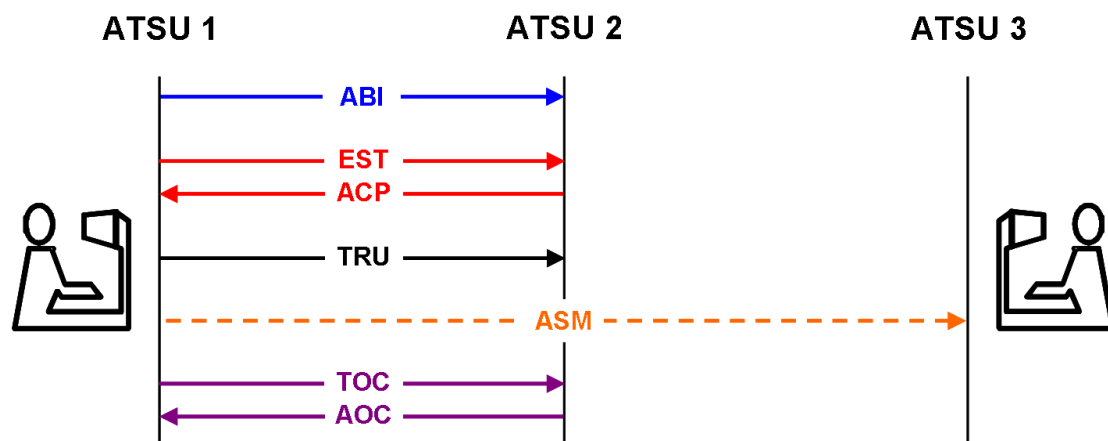 ATSU 1 ATSU 2 ATSU 3
ABI
EST
ACP
TRU
ASM
TOC
AOC